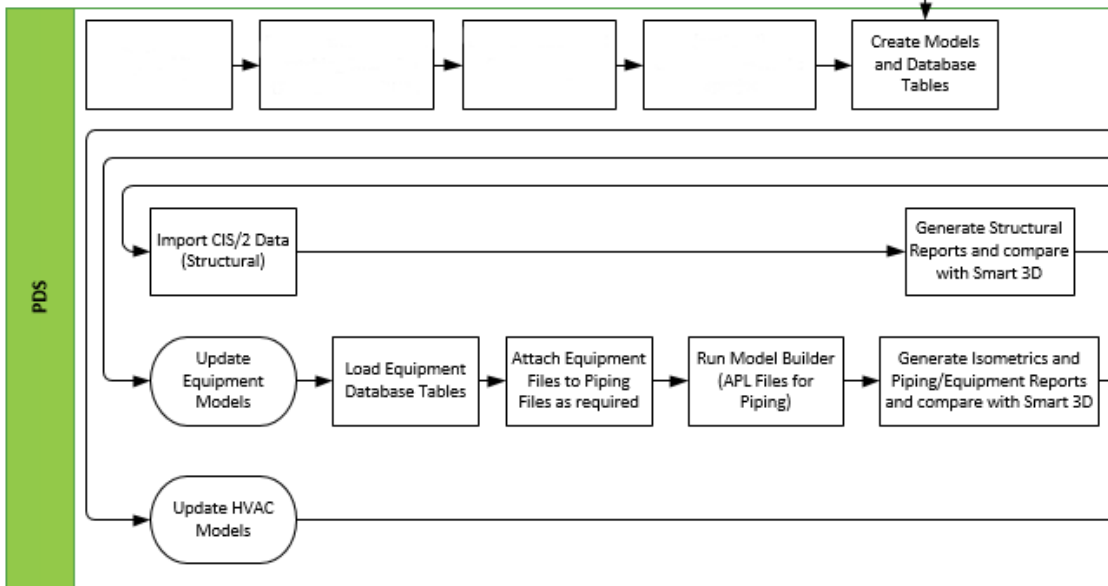 PDS
Create Models
and Database
Tables
Import CIS/2 Data
(Structural)
Generate Structural
Reports and compare
with Smart 3D
Update
Equipment
Models
Load Equipment
Database Tables
Attach Equipment
Files to Piping
Files as required
Run Model Builder
(APL Files for
Piping)
Generate Isometrics and
Piping/Equipment Reports
and compare with Smart 3D
Update HVAC
Models